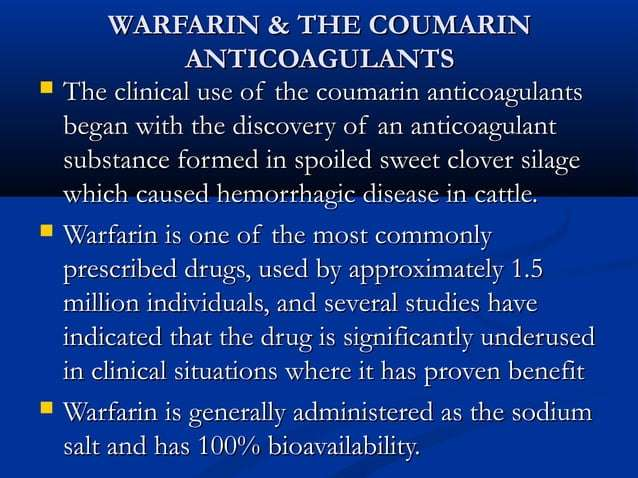 WARFARIN & THE COUMARIN
ANTICOAGULANTS
The clinical use of the coumarin anticoagulants
began with the discovery of an anticoagulant
substance formed in spoiled sweet clover silage
which caused hemorrhagic disease in cattle.
Warfarin is one of the most commonly
prescribed drugs, used by approximately 1.5
million individuals, and several studies have
indicated that the drug is significantly underused
in clinical situations where it has proven benefit
Warfarin is generally administered as the sodium
salt and has 100% bioavailability.